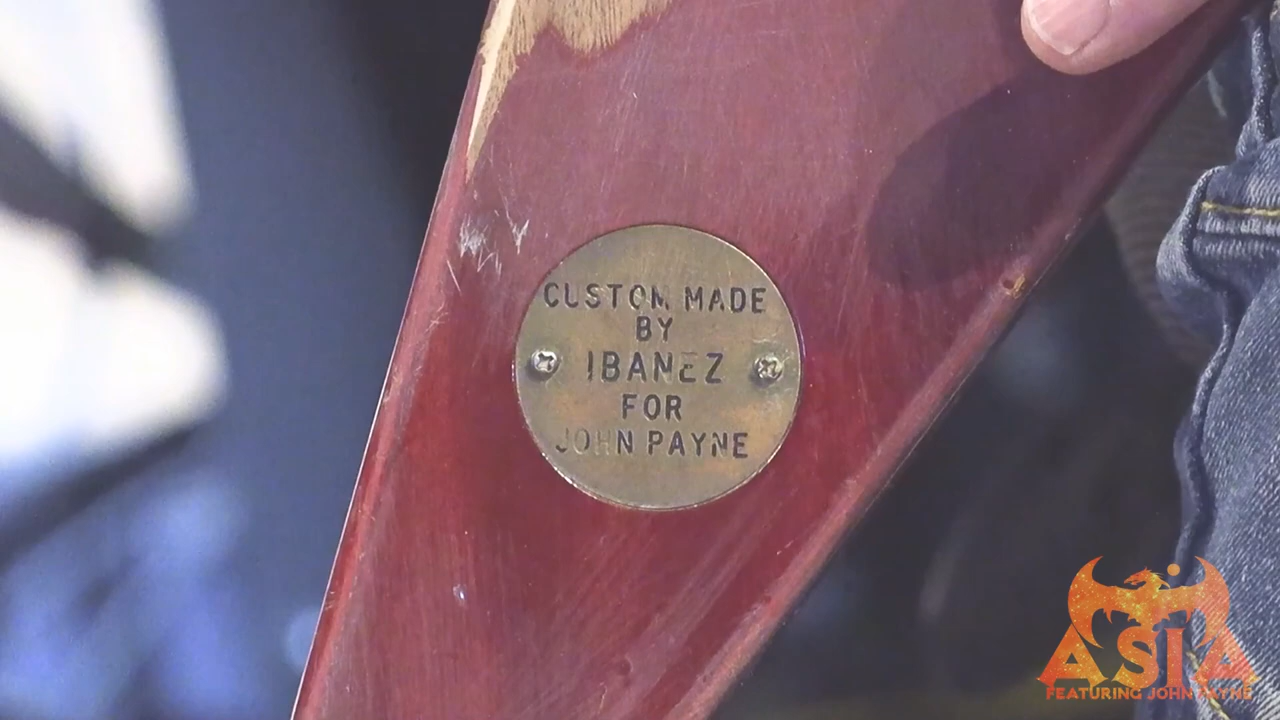 CUSTOM MADE
BY
IBANEZ
FOR
JOHN PAYNE
ASIA
FEATURING JOHN PAYNE